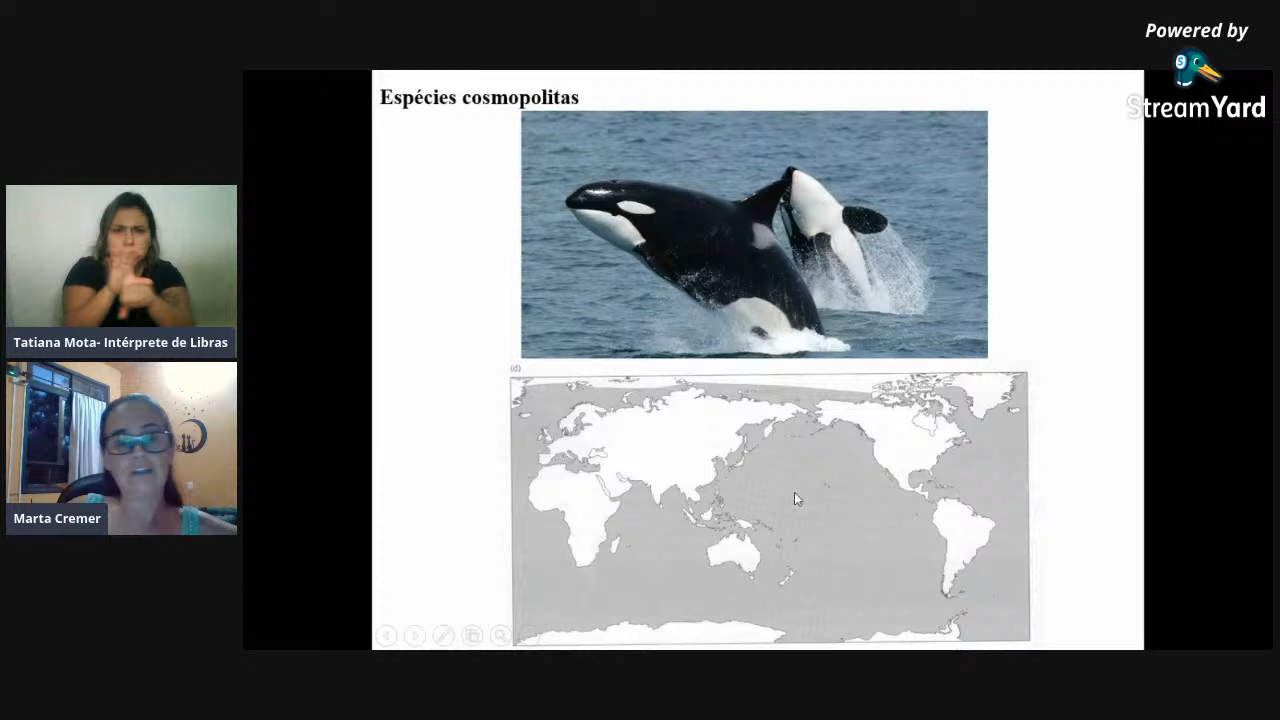 Powered by
StreamYard
Espécies cosmopolitas
(d)
Tatiana Mota- Intérprete de Libras
Marta Cremer